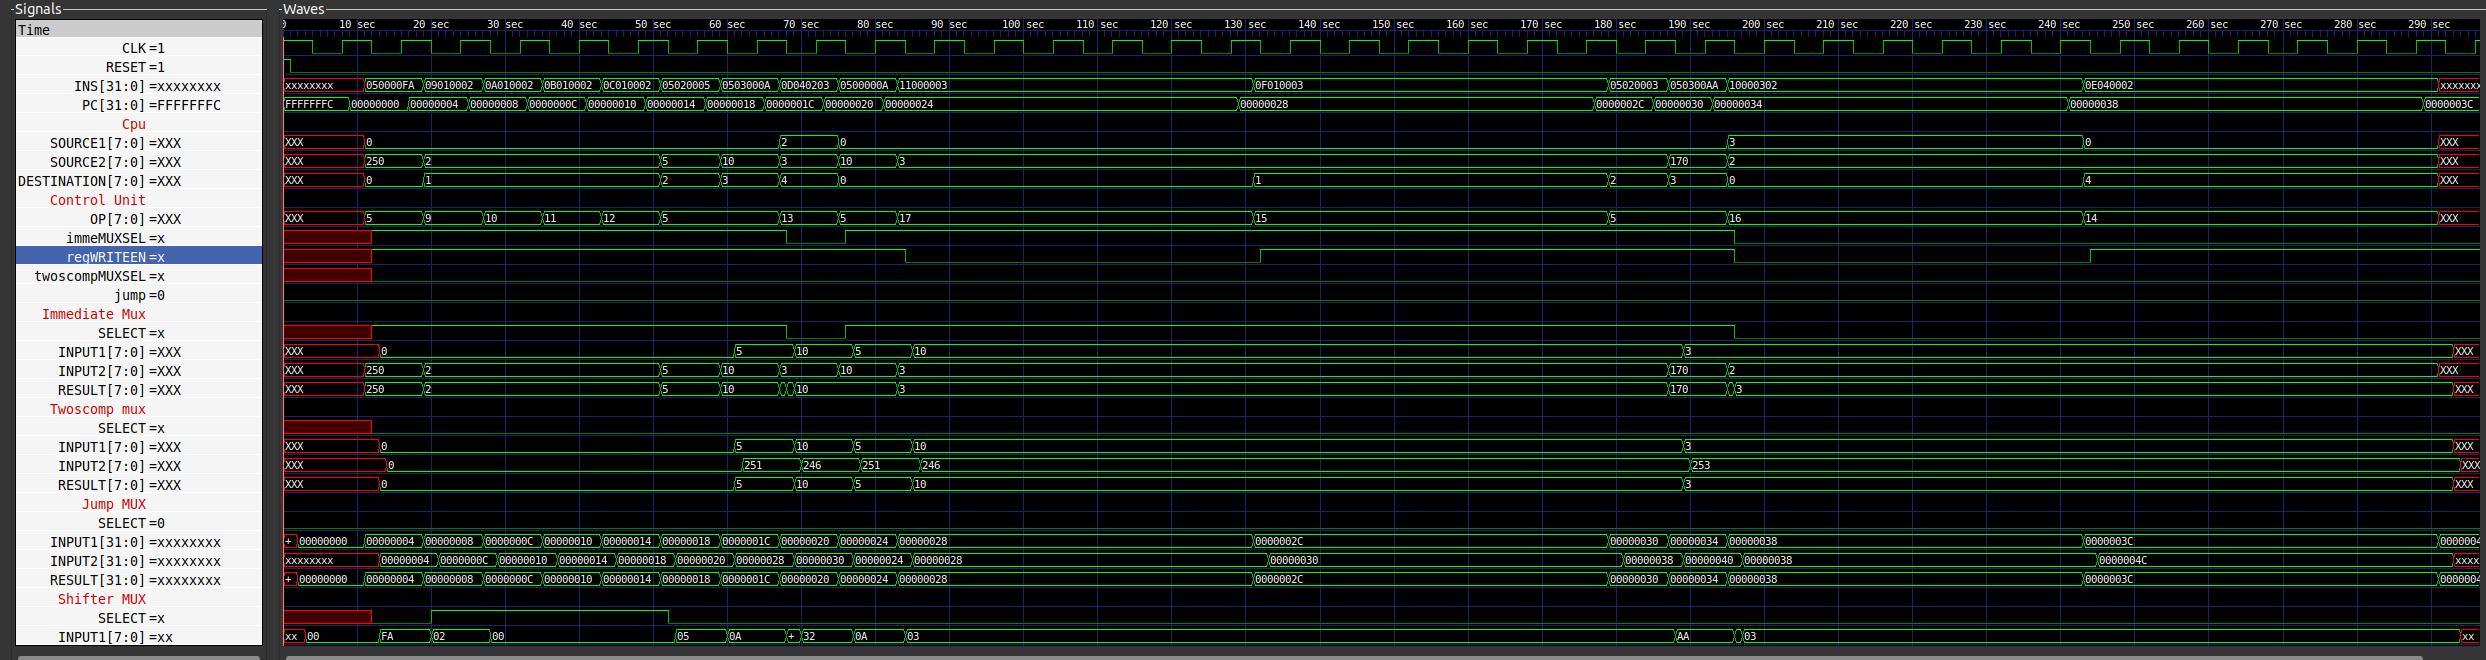 Signals
Waves
Time
0 10 sec 20 sec 30 sec 40 sec 50 sec 60 sec 70 sec 80 sec 90 sec 100 sec 110 sec 120 sec 130 sec 140 sec 150 sec 160 sec 170 sec 180 sec 190 sec 200 sec 210 sec 220 sec 230 sec 240 sec 250 sec 260 sec 270 sec 280 sec 290 sec
CLK =1
RESET =1
INS[31:0] =xxxxxxxx xxxxxxxx 050000FA 09010002 0A010002 0B010002 0C010002 05020005 0503000A 0D040203 0500000A 11000003 0F010003 05020003 050300AA 10000302 0E040002 xxxxxxx
PC[31:0] =FFFFFFFC FFFFFFFC 00000000 00000004 00000008 0000000C 00000010 00000014 00000018 0000001C 00000020 00000024 00000028 0000002C 00000030 00000034 00000038 0000003C
Cpu
SOURCE1[7:0] =XXX XXX 0 2 0 3 0 XXX
SOURCE2[7:0] =XXX XXX 250 2 5 10 3 10 3 170 2 XXX
DESTINATION[7:0] =XXX XXX 0 1 2 3 4 0 1 2 3 0 4 XXX
Control Unit
OP[7:0] =XXX XXX 5 9 10 11 12 5 13 5 17 15 5 16 14 XXX
immeMUXSEL =x
regWRITEEN =x
twoscompMUXSEL =x
jump =0
Immediate Mux
SELECT =x
INPUT1[7:0] =XXX XXX 0 5 10 5 10 3 XXX
INPUT2[7:0] =XXX XXX 250 2 5 10 3 10 3 170 2 XXX
RESULT[7:0] =XXX XXX 250 2 5 10 10 3 170 3 XXX
Twoscomp mux
SELECT =x
INPUT1[7:0] =XXX XXX 0 5 10 5 10 3 XXX
INPUT2[7:0] =XXX XXX 0 251 246 251 246 253 XXX
RESULT[7:0] =XXX XXX 0 5 10 5 10 3 XXX
Jump MUX
SELECT =0
INPUT1[31:0] =xxxxxxxx + 00000000 00000004 00000008 0000000C 00000010 00000014 00000018 0000001C 00000020 00000024 00000028 0000002C 00000030 00000034 00000038 0000003C 0000004
INPUT2[31:0] =xxxxxxxx xxxxxxxx 00000004 0000000C 00000010 00000014 00000018 00000020 00000028 00000030 00000024 00000028 00000030 00000038 00000040 00000038 0000004C xxxx
RESULT[31:0] =xxxxxxxx + 00000000 00000004 00000008 0000000C 00000010 00000014 00000018 0000001C 00000020 00000024 00000028 0000002C 00000030 00000034 00000038 0000003C 0000004
Shifter MUX
SELECT =x
INPUT1[7:0] =xx xx 00 FA 02 00 05 0A + 32 0A 03 AA 03 xx